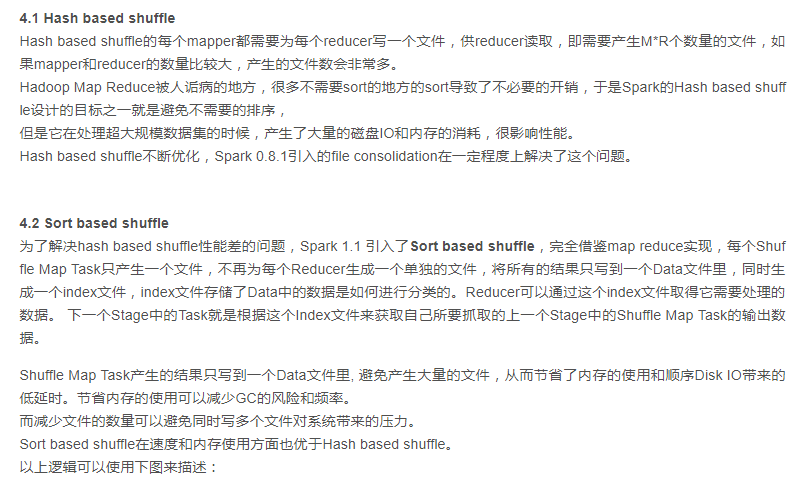 4.1 Hash based shuffle
Hash based shuffle的每个mapper都需要为每个reducer写一个文件，供reducer读取，即需要产生M*R个数量的文件，如
果mapper和reducer的数量比较大，产生的文件数会非常多。
Hadoop Map Reduce被人诟病的地方，很多不需要sort的地方的sort导致了不必要的开销，于是Spark的Hash based shuff
le设计的目标之一就是避免不需要的排序，
但是它在处理超大规模数据集的时候，产生了大量的磁盘IO和内存的消耗，很影响性能。
Hash based shuffle不断优化，Spark 0.8.1引入的file consolidation在一定程度上解决了这个问题。
4.2 Sort based shuffle
为了解决hash based shuffle性能差的问题，Spark 1.1 引入了Sort based shuffle，完全借鉴map reduce实现，每个Shuf
fle Map Task只产生一个文件，不再为每个Reducer生成一个单独的文件，将所有的结果只写到一个Data文件里，同时生
成一个index文件，index文件存储了Data中的数据是如何进行分类的。Reducer可以通过这个index文件取得它需要处理的
数据。 下一个Stage中的Task就是根据这个Index文件来获取自己所要抓取的上一个Stage中的Shuffle Map Task的输出数
据。
Shuffle Map Task产生的结果只写到一个Data文件里, 避免产生大量的文件，从而节省了内存的使用和顺序Disk IO带来的
低延时。节省内存的使用可以减少GC的风险和频率。
而减少文件的数量可以避免同时写多个文件对系统带来的压力。
Sort based shuffle在速度和内存使用方面也优于Hash based shuffle。
以上逻辑可以使用下图来描述：